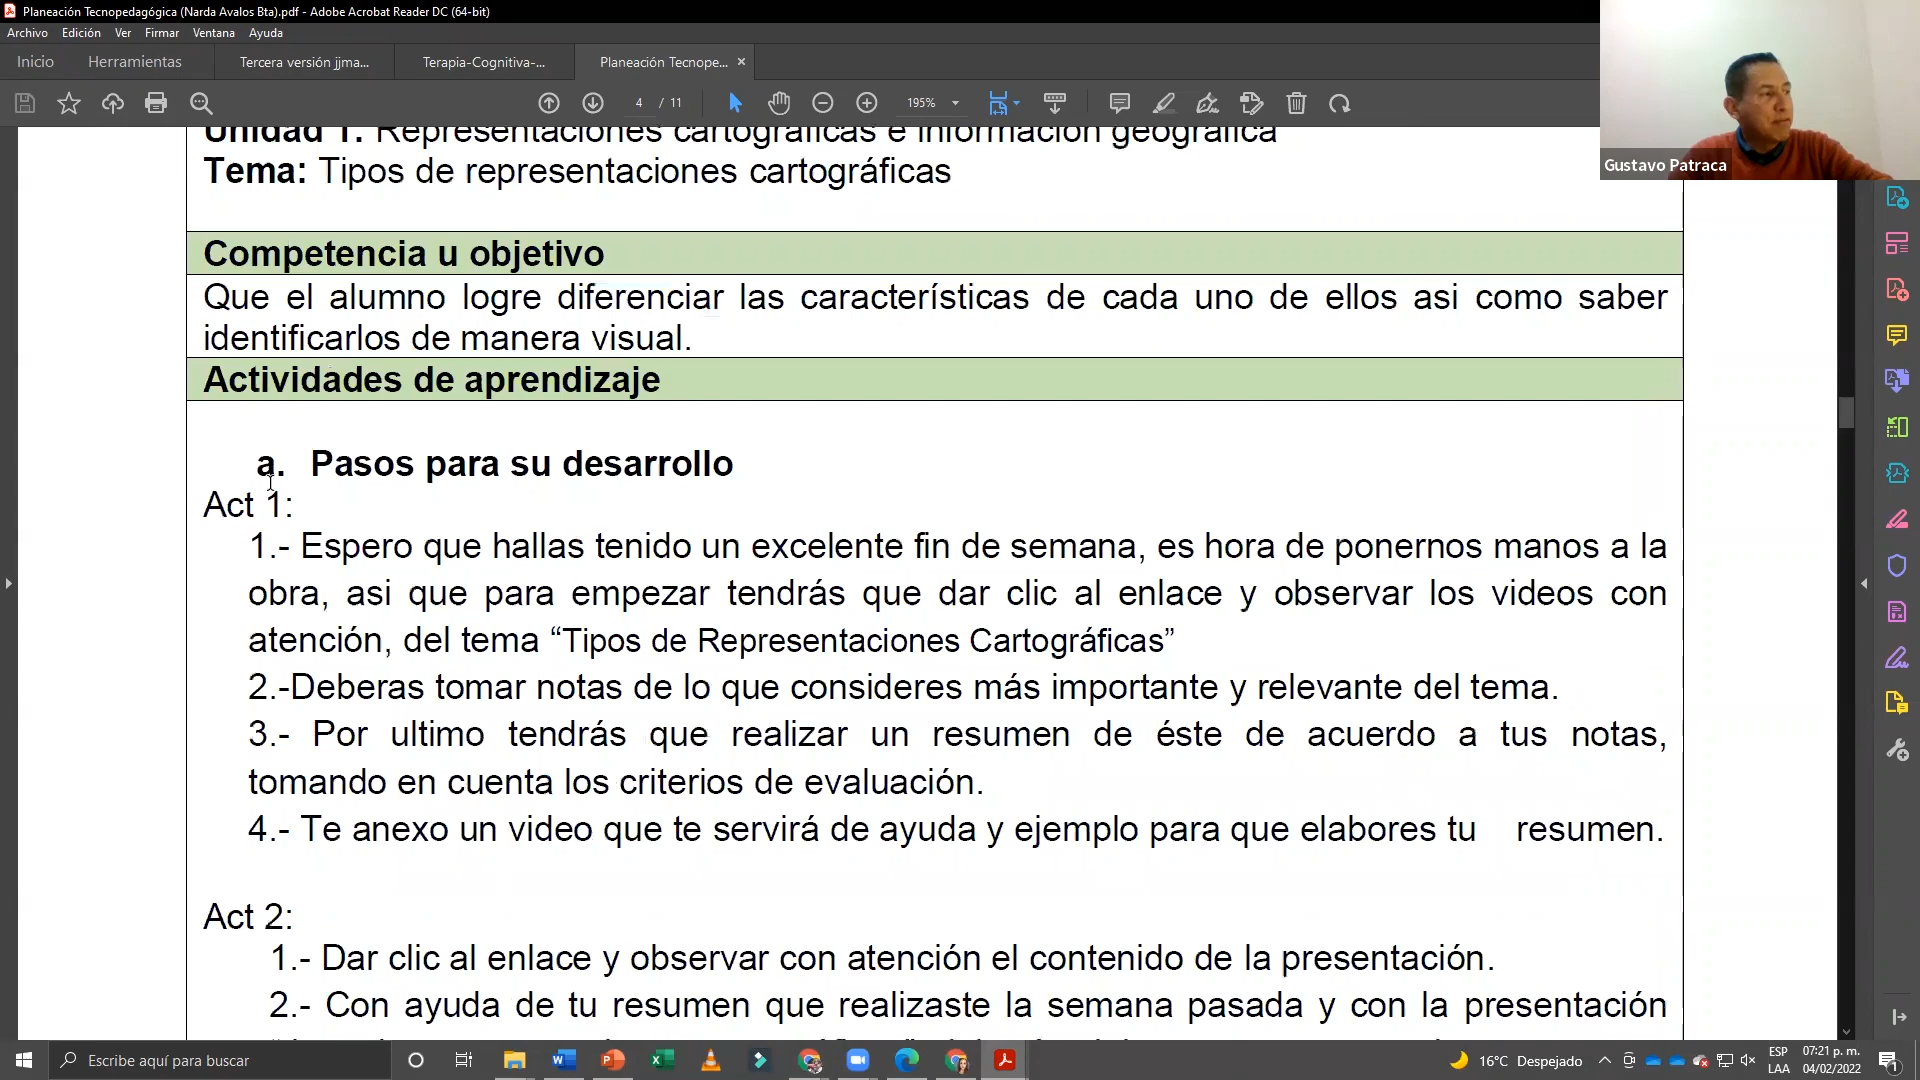 Planeación Tecnopedagógica (Narda Avalos Bta).pdf - Adobe Acrobat Reader DC (64-bit)
Archivo Edición Ver Firmar Ventana Ayuda
Inicio Herramientas Tercera versión jjma... Terapia-Cognitiva-... Planeación Tecnope... ×
4 / 11 195%
Unidad 1: Representaciones cartográficas e información geográfica
Tema: Tipos de representaciones cartográficas
Gustavo Patraca
Competencia u objetivo
Que el alumno logre diferenciar las características de cada uno de ellos asi como saber
identificarlos de manera visual.
Actividades de aprendizaje
a. Pasos para su desarrollo
Act 1:
1.- Espero que hallas tenido un excelente fin de semana, es hora de ponernos manos a la
obra, asi que para empezar tendrás que dar clic al enlace y observar los videos con
atención, del tema “Tipos de Representaciones Cartográficas”
2.-Deberas tomar notas de lo que consideres más importante y relevante del tema.
3.- Por ultimo tendrás que realizar un resumen de éste de acuerdo a tus notas,
tomando en cuenta los criterios de evaluación.
4.- Te anexo un video que te servirá de ayuda y ejemplo para que elabores tu resumen.
Act 2:
1.- Dar clic al enlace y observar con atención el contenido de la presentación.
2.- Con ayuda de tu resumen que realizaste la semana pasada y con la presentación
Escribe aquí para buscar
16°C Despejado
ESP
LAA
07:21 p. m.
04/02/2022
1